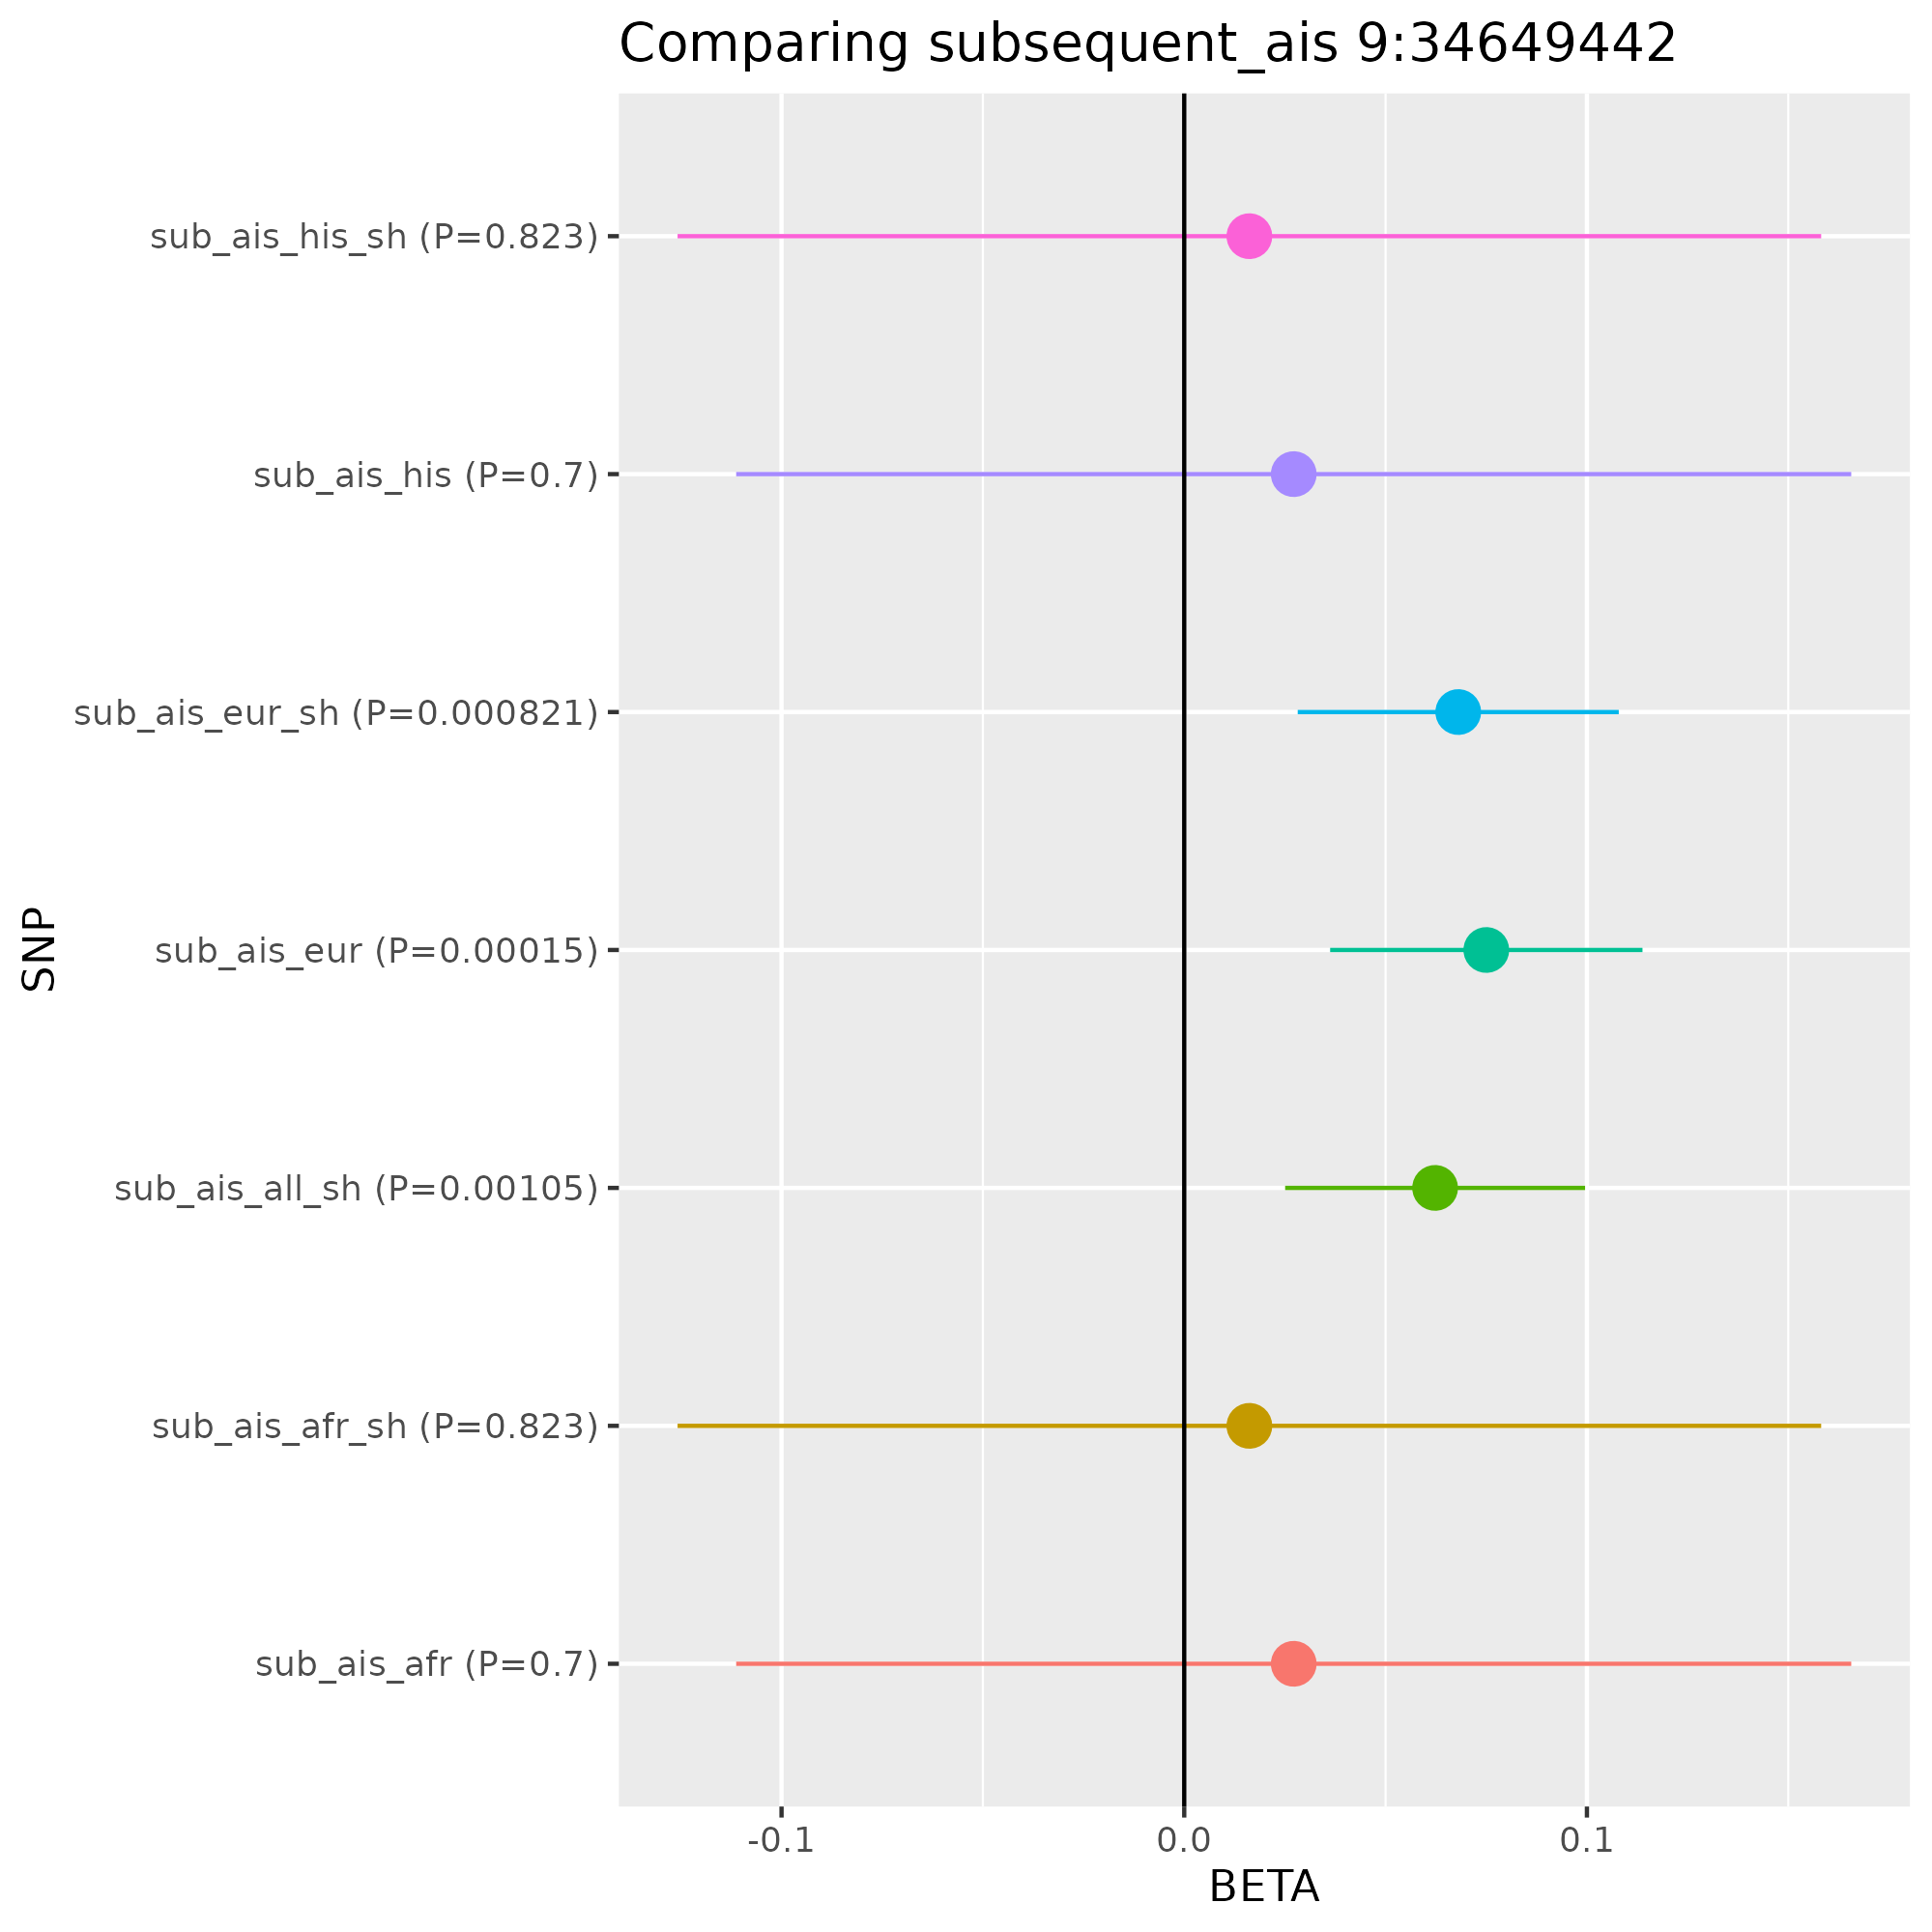 Comparing subsequent_ais 9:34649442
sub_ais_his_sh (P=0.823)
sub_ais_his (P=0.7)
sub_ais_eur_sh (P=0.000821)
sub_ais_eur (P=0.00015)
sub_ais_all_sh (P=0.00105)
sub_ais_afr_sh (P=0.823)
sub_ais_afr (P=0.7)
SNP
-0.1 0.0 0.1
BETA